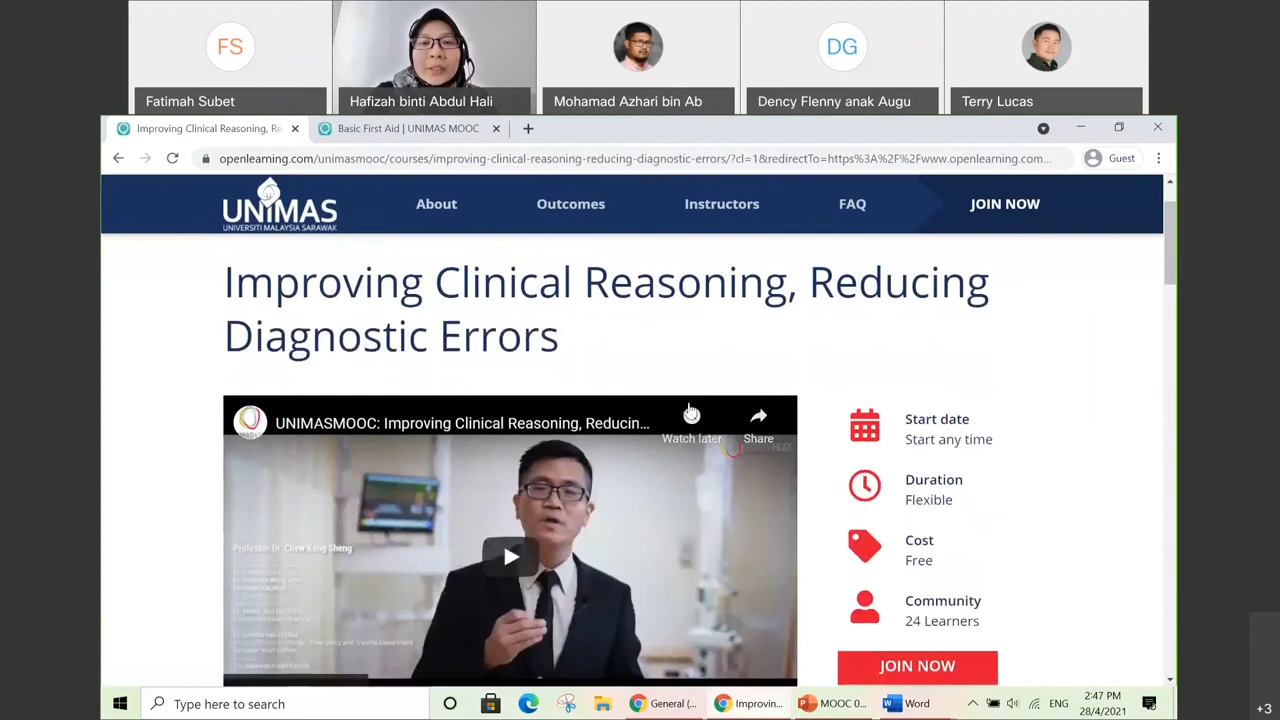 FS
DG
Fatimah Subet
Hafizah binti Abdul Hali
Mohamad Azhari bin Ab
Dency Flenny anak Augu
Terry Lucas
Improving Clinical Reasoning, Re
Basic First Aid | UNIMAS MOOC
openlearning.com/unimasmooc/courses/improving-clinical-reasoning-reducing-diagnostic-errors/?cl=1&redirectTo=https%3A%2F%2Fwww.openlearning.com...
Guest
UNIMAS
UNIVERSITI MALAYSIA SARAWAK
About
Outcomes
Instructors
FAQ
JOIN NOW
Improving Clinical Reasoning, Reducing
Diagnostic Errors
UNIMASMOOC: Improving Clinical Reasoning, Reducin...
Watch later
Share
Professor Dr. Chew Keng Sheng
Start date
Start any time
Duration
Flexible
Cost
Free
Community
24 Learners
JOIN NOW
Type here to search
General (...
Improvin...
MOOC 0...
Word
ENG
2:47 PM
28/4/2021
+3